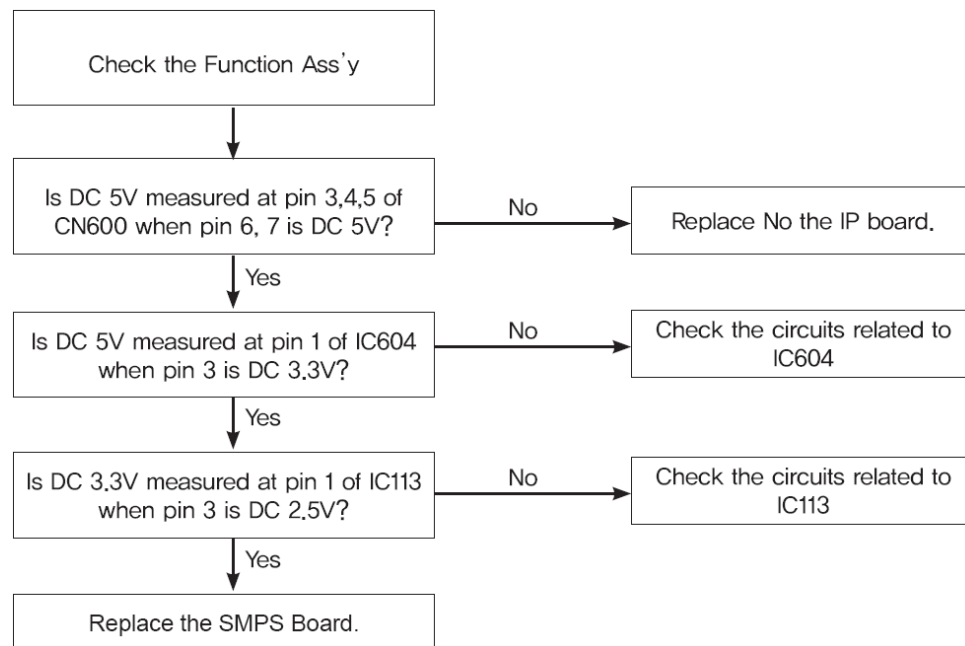 Check the Function Ass'y
Is DC 5V measured at pin 3,4,5 of
CN600 when pin 6, 7 is DC 5V?
No
Replace No the IP board.
Yes
Is DC 5V measured at pin 1 of IC604
when pin 3 is DC 3.3V?
No
Check the circuits related to
IC604
Yes
Is DC 3.3V measured at pin 1 of IC113
when pin 3 is DC 2.5V?
No
Check the circuits related to
IC113
Yes
Replace the SMPS Board.